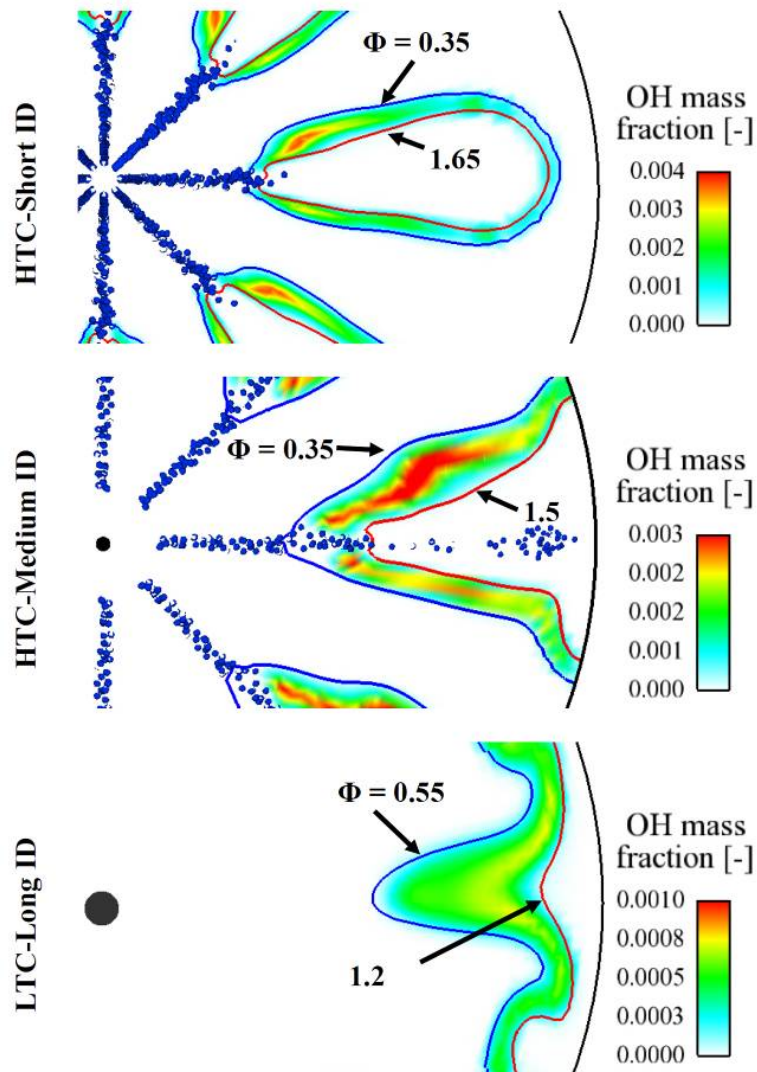 HTC-Short ID
Φ = 0.35
1.65
OH mass
fraction [-]
0.004
0.003
0.002
0.001
0.000
HTC-Medium ID
Φ = 0.35
1.5
OH mass
fraction [-]
0.003
0.002
0.002
0.001
0.000
LTC-Long ID
Φ = 0.55
1.2
OH mass
fraction [-]
0.0010
0.0008
0.0005
0.0003
0.0000